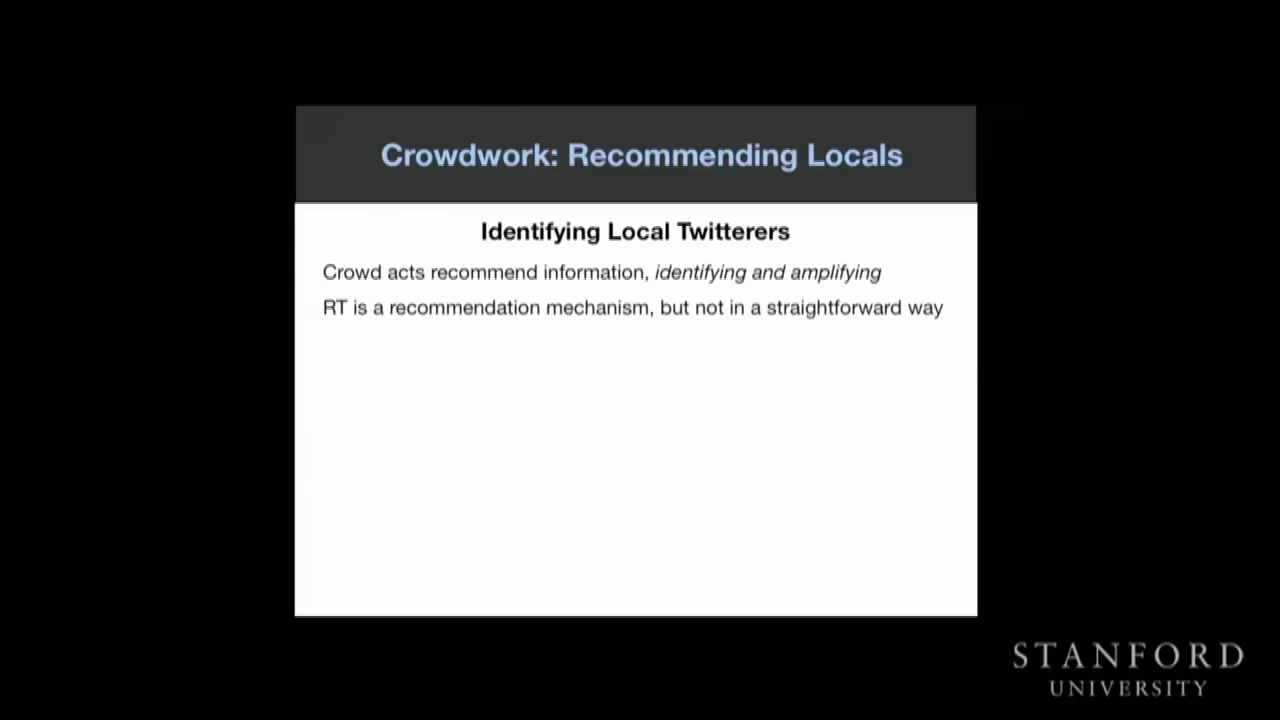 Crowdwork: Recommending Locals
Identifying Local Twitterers
Crowd acts recommend information, identifying and amplifying
RT is a recommendation mechanism, but not in a straightforward way
STANFORD
UNIVERSITY